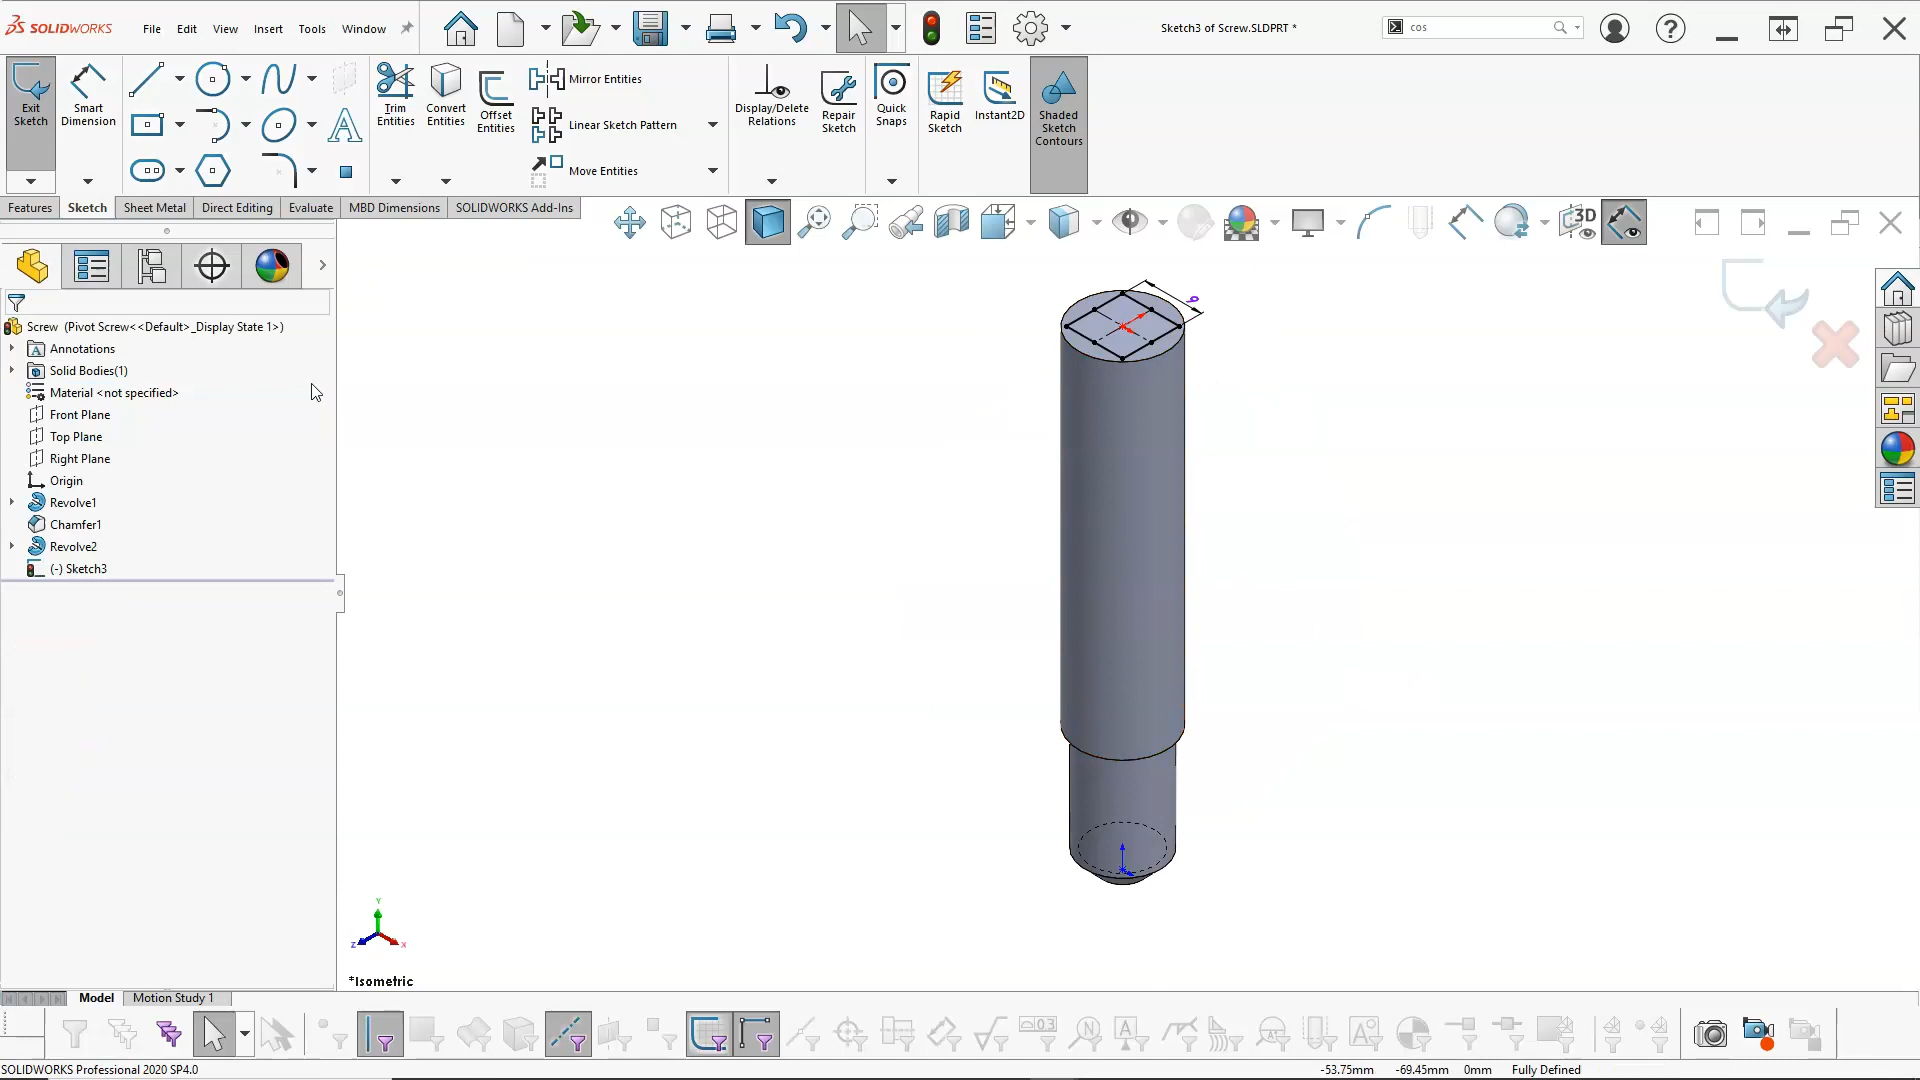 SOLIDWORKS
File Edit View Insert Tools Window
Sketch3 of Screw.SLDPRT *
cos
Exit Sketch
Smart Dimension
Trim Entities
Convert Entities
Offset Entities
Mirror Entities
Linear Sketch Pattern
Move Entities
Display/Delete Relations
Repair Sketch
Quick Snaps
Rapid Sketch
Instant2D
Shaded Sketch Contours
Features Sketch Sheet Metal Direct Editing Evaluate MBD Dimensions SOLIDWORKS Add-Ins
3D
Screw (Pivot Screw<<Default>_Display State 1>)
Annotations
Solid Bodies(1)
Material <not specified>
Front Plane
Top Plane
Right Plane
Origin
Revolve1
Chamfer1
Revolve2
(-) Sketch3
9
Y
Z
X
*Isometric
Model Motion Study 1
0.3
SOLIDWORKS Professional 2020 SP4.0
-53.75mm -69.45mm 0mm Fully Defined